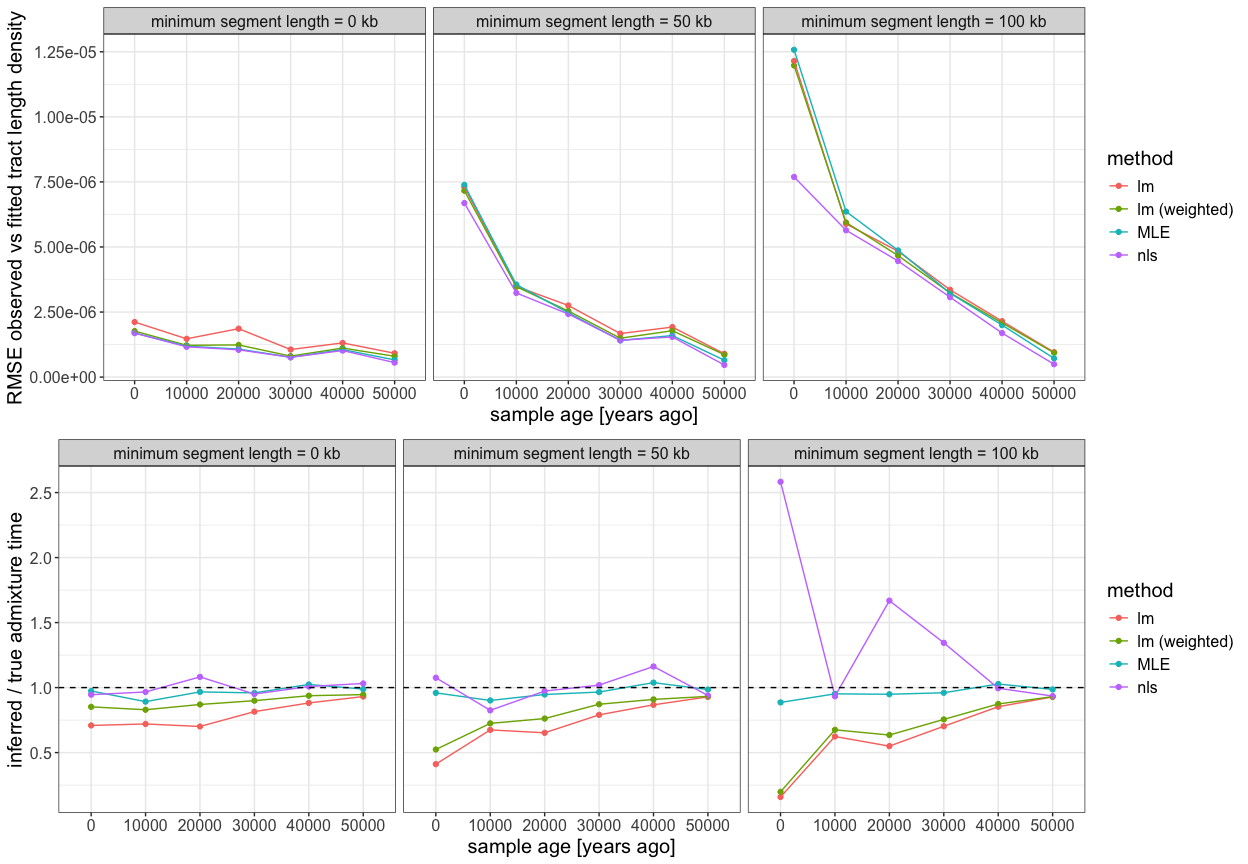 minimum segment length = 0 kb
minimum segment length = 50 kb
minimum segment length = 100 kb
RMSE observed vs fitted tract length density
1.25e-05
1.00e-05
7.50e-06
5.00e-06
2.50e-06
0.00e+00
0 10000 20000 30000 40000 50000
0 10000 20000 30000 40000 50000
0 10000 20000 30000 40000 50000
sample age [years ago]
method
lm
lm (weighted)
MLE
nls
minimum segment length = 0 kb
minimum segment length = 50 kb
minimum segment length = 100 kb
inferred / true admixture time
2.5
2.0
1.5
1.0
0.5
0 10000 20000 30000 40000 50000
0 10000 20000 30000 40000 50000
0 10000 20000 30000 40000 50000
sample age [years ago]
method
lm
lm (weighted)
MLE
nls